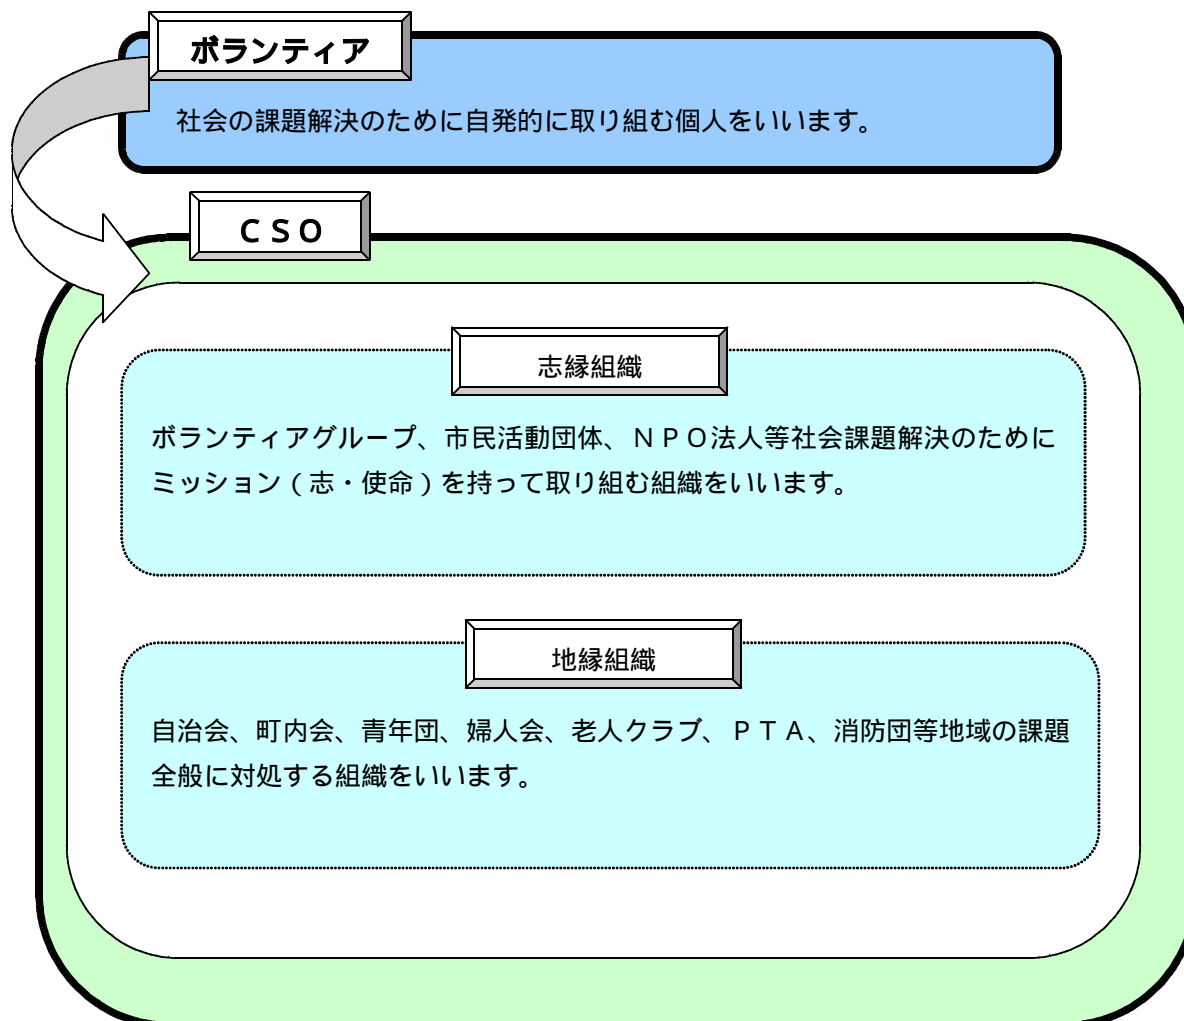 ボランティア
社会の課題解決のために自発的に取り組む個人をいいます。
ＣＳＯ
志縁組織
ボランティアグループ、市民活動団体、ＮＰＯ法人等社会課題解決のために
ミッション（志・使命）を持って取り組む組織をいいます。
地縁組織
自治会、町内会、青年団、婦人会、老人クラブ、ＰＴＡ、消防団等地域の課題
全般に対処する組織をいいます。